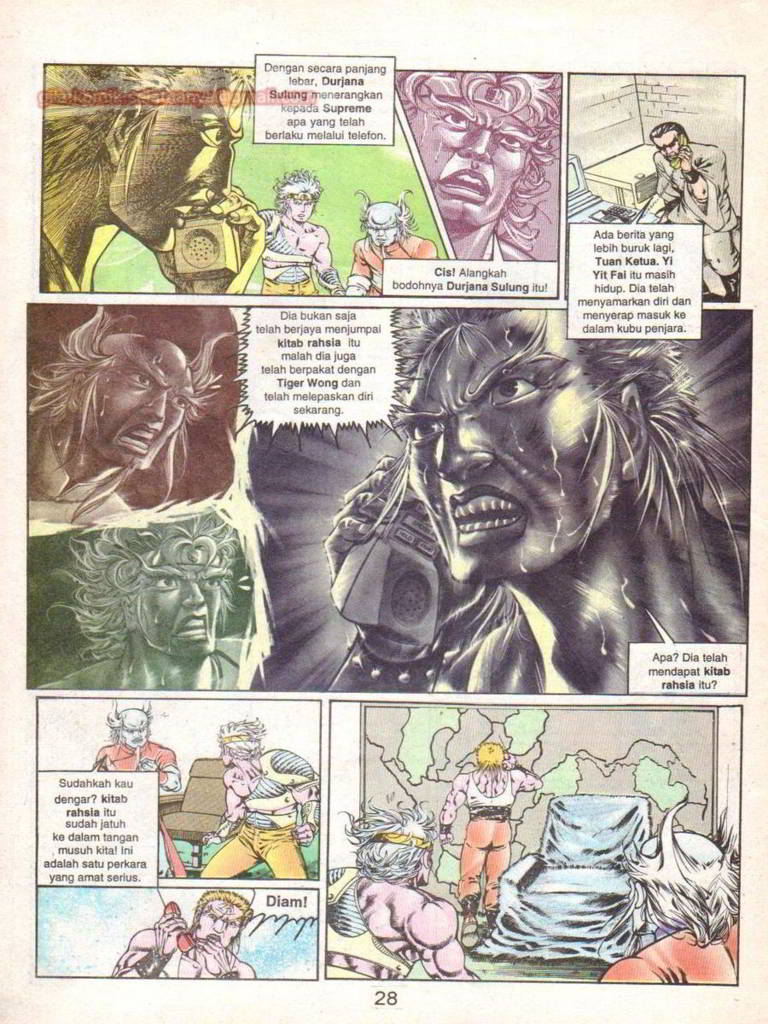 Dengan secara panjang
lebar, Durjana
Sulung menerangkan
kepada Supreme
apa yang telah
berlaku melalui telefon.
Cis! Alangkah
bodohnya Durjana Sulung itu!
Ada berita yang
lebih buruk lagi,
Tuan Ketua. Yi
Yit Fai itu masih
hidup. Dia telah
menyamarkan diri dan
menyerap masuk ke
dalam kubu penjara.
Dia bukan saja
telah berjaya menjumpai
kitab rahsia itu
malah dia juga
telah berpakat dengan
Tiger Wong dan
telah melepaskan diri
sekarang.
Apa? Dia telah
mendapat kitab
rahsia itu?
Sudahkah kau
dengar? kitab
rahsia itu
sudah jatuh
ke dalam tangan
musuh kita! Ini
adalah satu perkara
yang amat serius.
Diam!
28